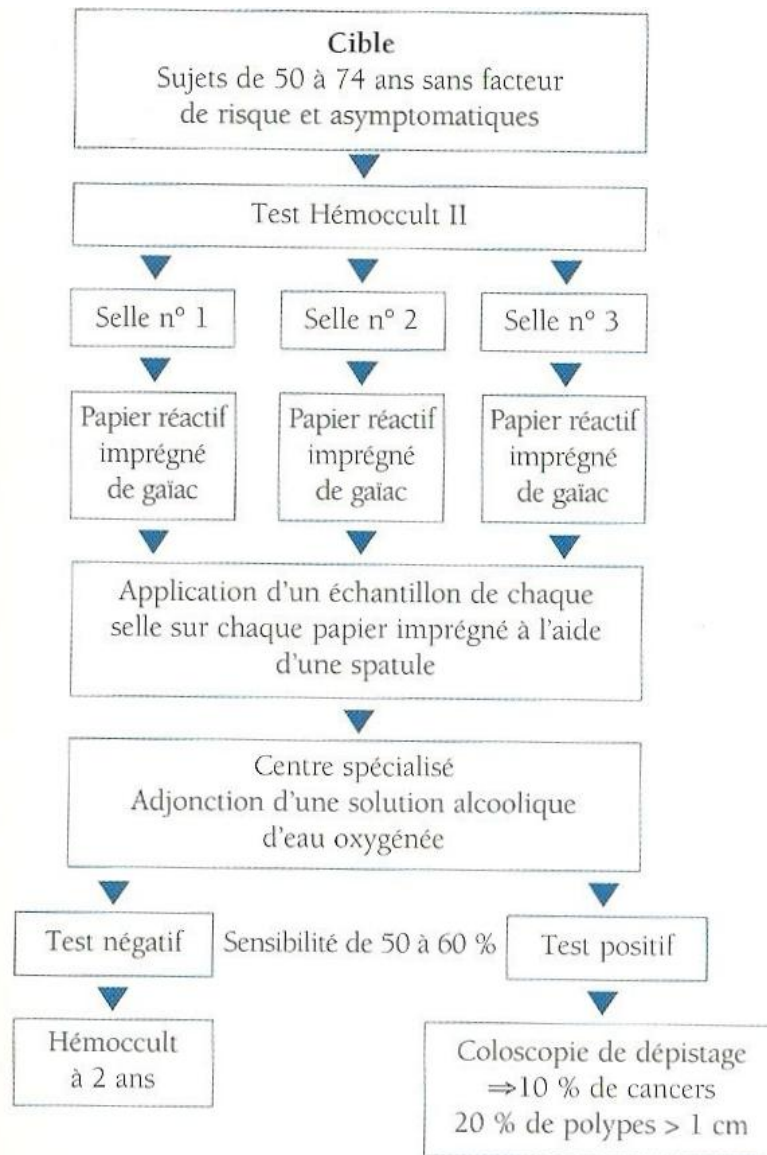 Cible
Sujets de 50 à 74 ans sans facteur
de risque et asymptomatiques
Test Hémoccult II
Selle n° 1
Selle n° 2
Selle n° 3
Papier réactif
imprégné
de gaïac
Papier réactif
imprégné
de gaïac
Papier réactif
imprégné
de gaïac
Application d'un échantillon de chaque
selle sur chaque papier imprégné à l'aide
d'une spatule
Centre spécialisé
Adjonction d'une solution alcoolique
d'eau oxygénée
Test négatif
Sensibilité de 50 à 60 %
Test positif
Hémoccult
à 2 ans
Coloscopie de dépistage
⇒10 % de cancers
20 % de polypes > 1 cm